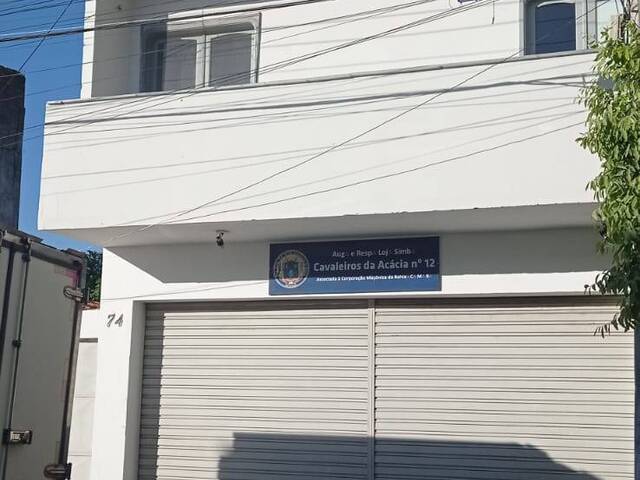 Aug∴ e Resp∴ Loj∴ Simb∴
Cavaleiros da Acácia nº 12
Associada à Corporação Maçônica da Bahia - C∴ M∴ B∴
74